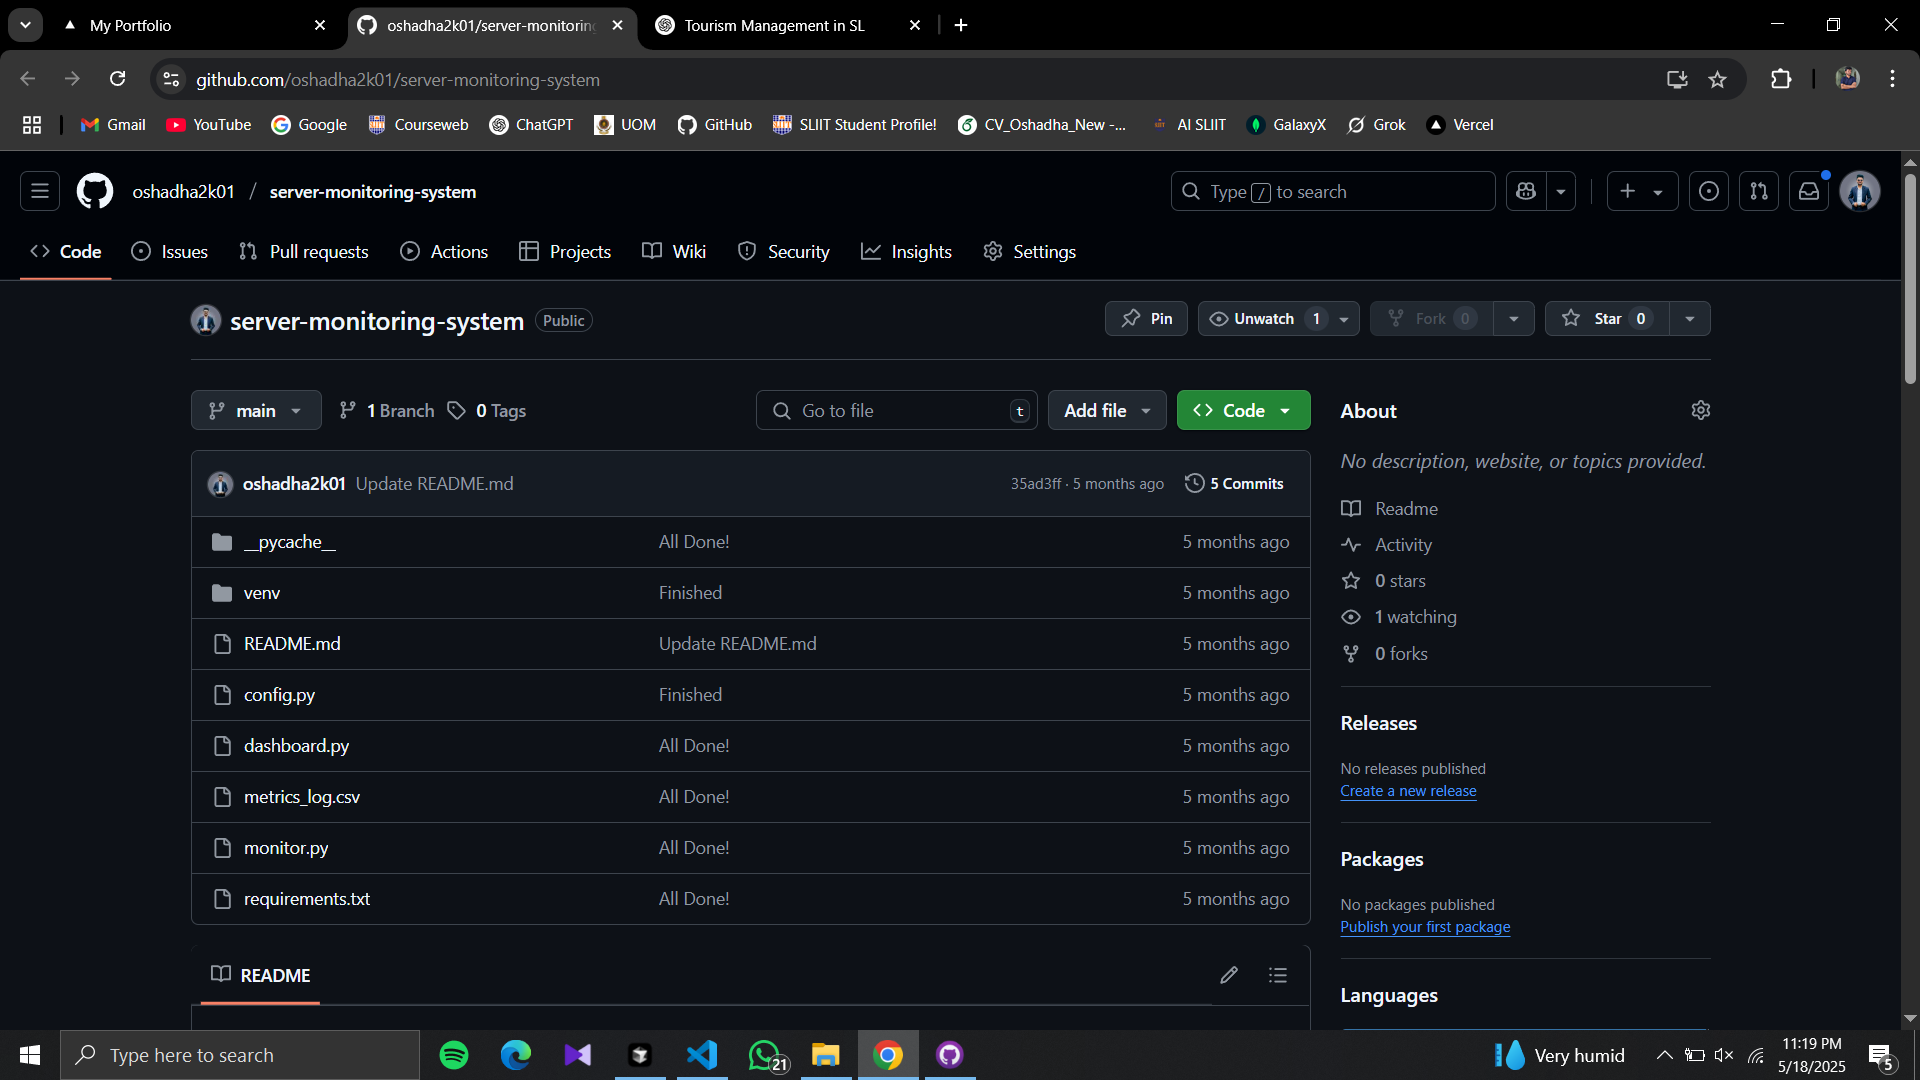 My Portfolio
oshadha2k01/server-monitoring
Tourism Management in SL
github.com/oshadha2k01/server-monitoring-system
Gmail
YouTube
Google
Courseweb
ChatGPT
UOM
GitHub
SLIIT Student Profile!
CV_Oshadha_New -...
AI SLIIT
GalaxyX
Grok
Vercel
oshadha2k01 / server-monitoring-system
Type / to search
Code
Issues
Pull requests
Actions
Projects
Wiki
Security
Insights
Settings
server-monitoring-system Public
Pin
Unwatch 1
Fork 0
Star 0
main
1 Branch
0 Tags
Go to file t
Add file
Code
oshadha2k01 Update README.md 35ad3ff · 5 months ago 5 Commits
__pycache__ All Done! 5 months ago
venv Finished 5 months ago
README.md Update README.md 5 months ago
config.py Finished 5 months ago
dashboard.py All Done! 5 months ago
metrics_log.csv All Done! 5 months ago
monitor.py All Done! 5 months ago
requirements.txt All Done! 5 months ago
README
About
No description, website, or topics provided.
Readme
Activity
0 stars
1 watching
0 forks
Releases
No releases published
Create a new release
Packages
No packages published
Publish your first package
Languages
Type here to search
21
Very humid
11:19 PM
5/18/2025
5